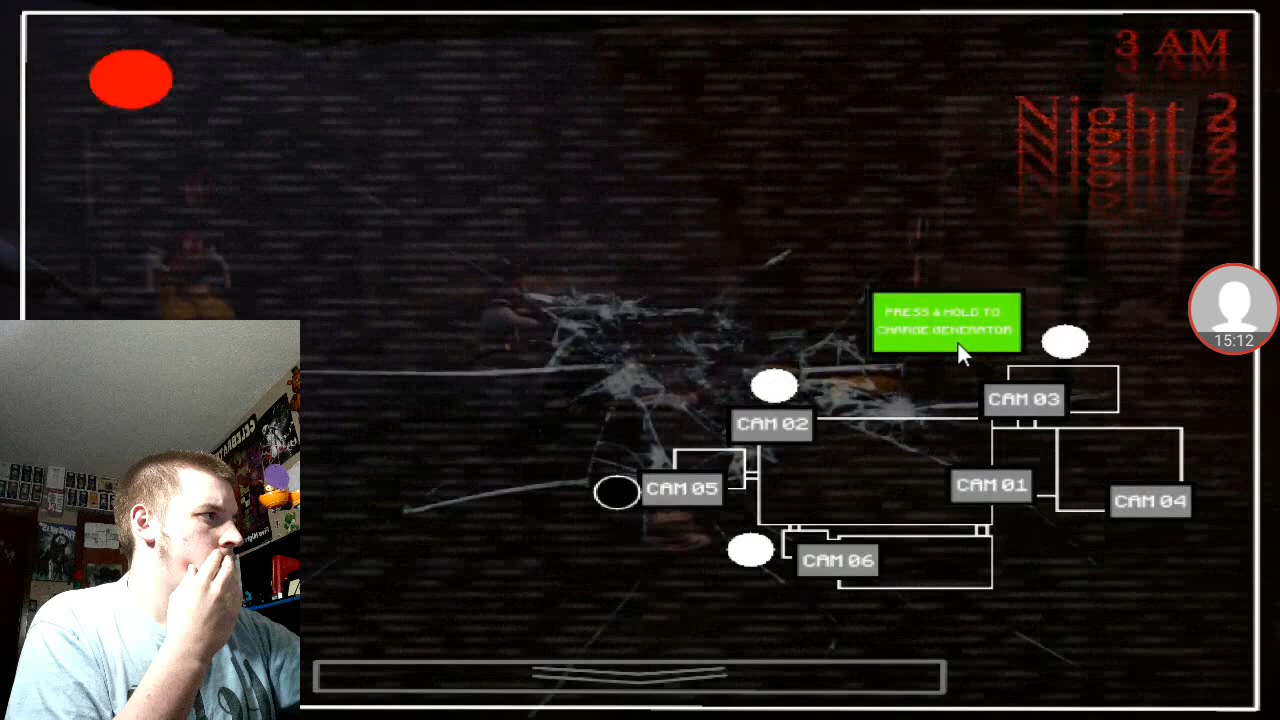 3 AM
Night 2
PRESS & HOLD TO
CHARGE GENERATOR
15:12
CAM 03
CAM 02
CAM 05
CAM 01
CAM 04
CAM 06
CELEBRAT